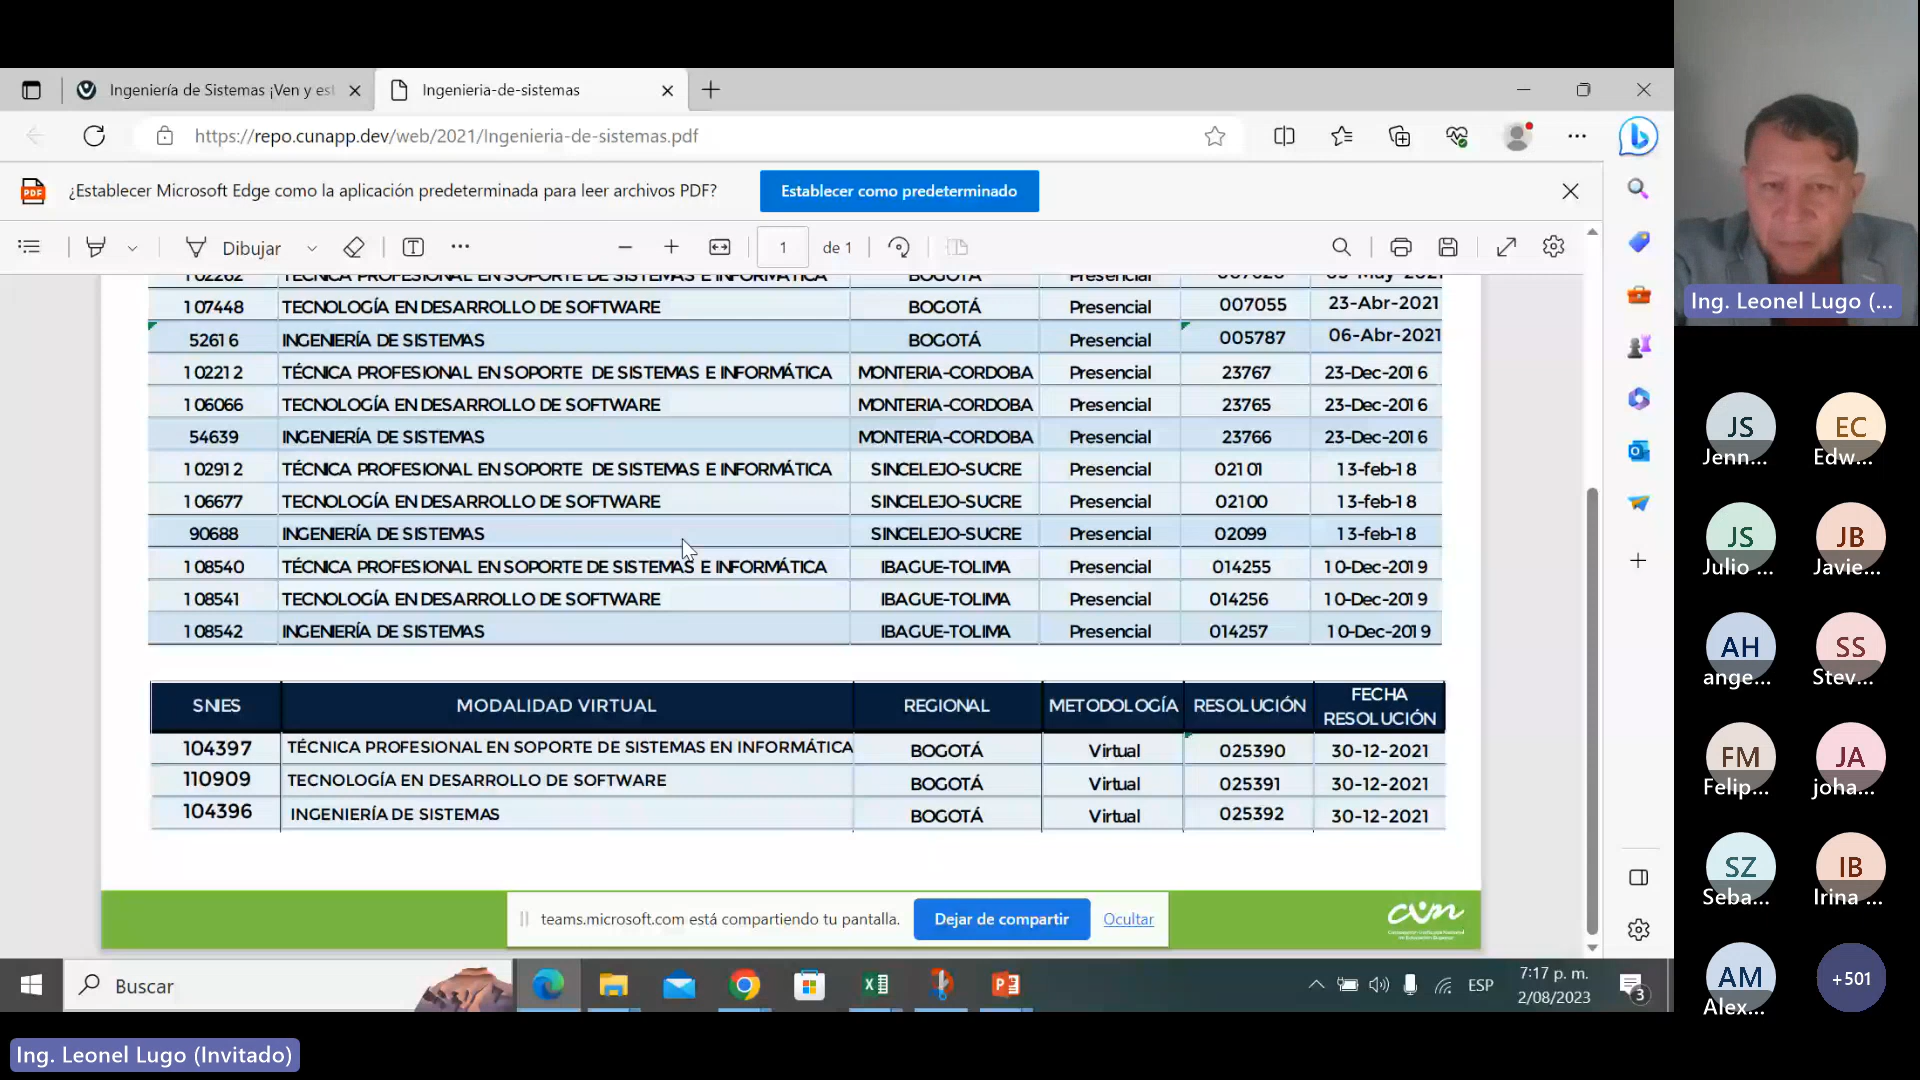 Ingeniería de Sistemas ¡Ven y est
Ingenieria-de-sistemas
https://repo.cunapp.dev/web/2021/Ingenieria-de-sistemas.pdf
¿Establecer Microsoft Edge como la aplicación predeterminada para leer archivos PDF?
Establecer como predeterminado
Dibujar
1
de 1
102262 TÉCNICA PROFESIONAL EN SOPORTE DE SISTEMAS E INFORMÁTICA BOGOTÁ Presencial
107448 TECNOLOGÍA EN DESARROLLO DE SOFTWARE BOGOTÁ Presencial 007055 23-Abr-2021
52616 INGENIERÍA DE SISTEMAS BOGOTÁ Presencial 005787 06-Abr-2021
102212 TÉCNICA PROFESIONAL EN SOPORTE DE SISTEMAS E INFORMÁTICA MONTERIA-CORDOBA Presencial 23767 23-Dec-2016
106066 TECNOLOGÍA EN DESARROLLO DE SOFTWARE MONTERIA-CORDOBA Presencial 23765 23-Dec-2016
54639 INGENIERÍA DE SISTEMAS MONTERIA-CORDOBA Presencial 23766 23-Dec-2016
102912 TÉCNICA PROFESIONAL EN SOPORTE DE SISTEMAS E INFORMÁTICA SINCELEJO-SUCRE Presencial 02101 13-feb-18
106677 TECNOLOGÍA EN DESARROLLO DE SOFTWARE SINCELEJO-SUCRE Presencial 02100 13-feb-18
90688 INGENIERÍA DE SISTEMAS SINCELEJO-SUCRE Presencial 02099 13-feb-18
108540 TÉCNICA PROFESIONAL EN SOPORTE DE SISTEMAS E INFORMÁTICA IBAGUE-TOLIMA Presencial 014255 10-Dec-2019
108541 TECNOLOGÍA EN DESARROLLO DE SOFTWARE IBAGUE-TOLIMA Presencial 014256 10-Dec-2019
108542 INGENIERÍA DE SISTEMAS IBAGUE-TOLIMA Presencial 014257 10-Dec-2019
SNIES MODALIDAD VIRTUAL REGIONAL METODOLOGÍA RESOLUCIÓN FECHA RESOLUCIÓN
104397 TÉCNICA PROFESIONAL EN SOPORTE DE SISTEMAS EN INFORMÁTICA BOGOTÁ Virtual 025390 30-12-2021
110909 TECNOLOGÍA EN DESARROLLO DE SOFTWARE BOGOTÁ Virtual 025391 30-12-2021
104396 INGENIERÍA DE SISTEMAS BOGOTÁ Virtual 025392 30-12-2021
teams.microsoft.com está compartiendo tu pantalla.
Dejar de compartir
Ocultar
cun
Buscar
ESP
7:17 p. m.
2/08/2023
3
Ing. Leonel Lugo (Invitado)
Ing. Leonel Lugo (...
JS EC
Jenn... Edw...
JS JB
Julio ... Javie...
AH SS
ange... Stev...
FM JA
Felip... joha...
SZ IB
Seba... Irina ...
AM +501
Alex...